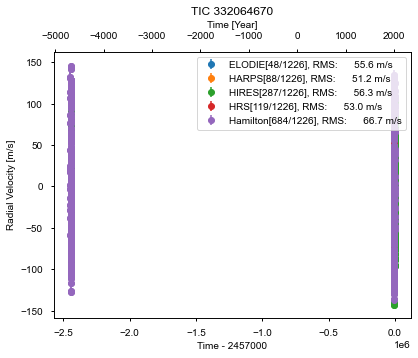 TIC 332064670
Time [Year]
−5000 −4000 −3000 −2000 −1000 0 1000 2000
ELODIE[48/1226], RMS: 55.6 m/s
HARPS[88/1226], RMS: 51.2 m/s
HIRES[287/1226], RMS: 56.3 m/s
HRS[119/1226], RMS: 53.0 m/s
Hamilton[684/1226], RMS: 66.7 m/s
Radial Velocity [m/s]
150
100
50
0
−50
−100
−150
−2.5 −2.0 −1.5 −1.0 −0.5 0.0
1e6
Time - 2457000